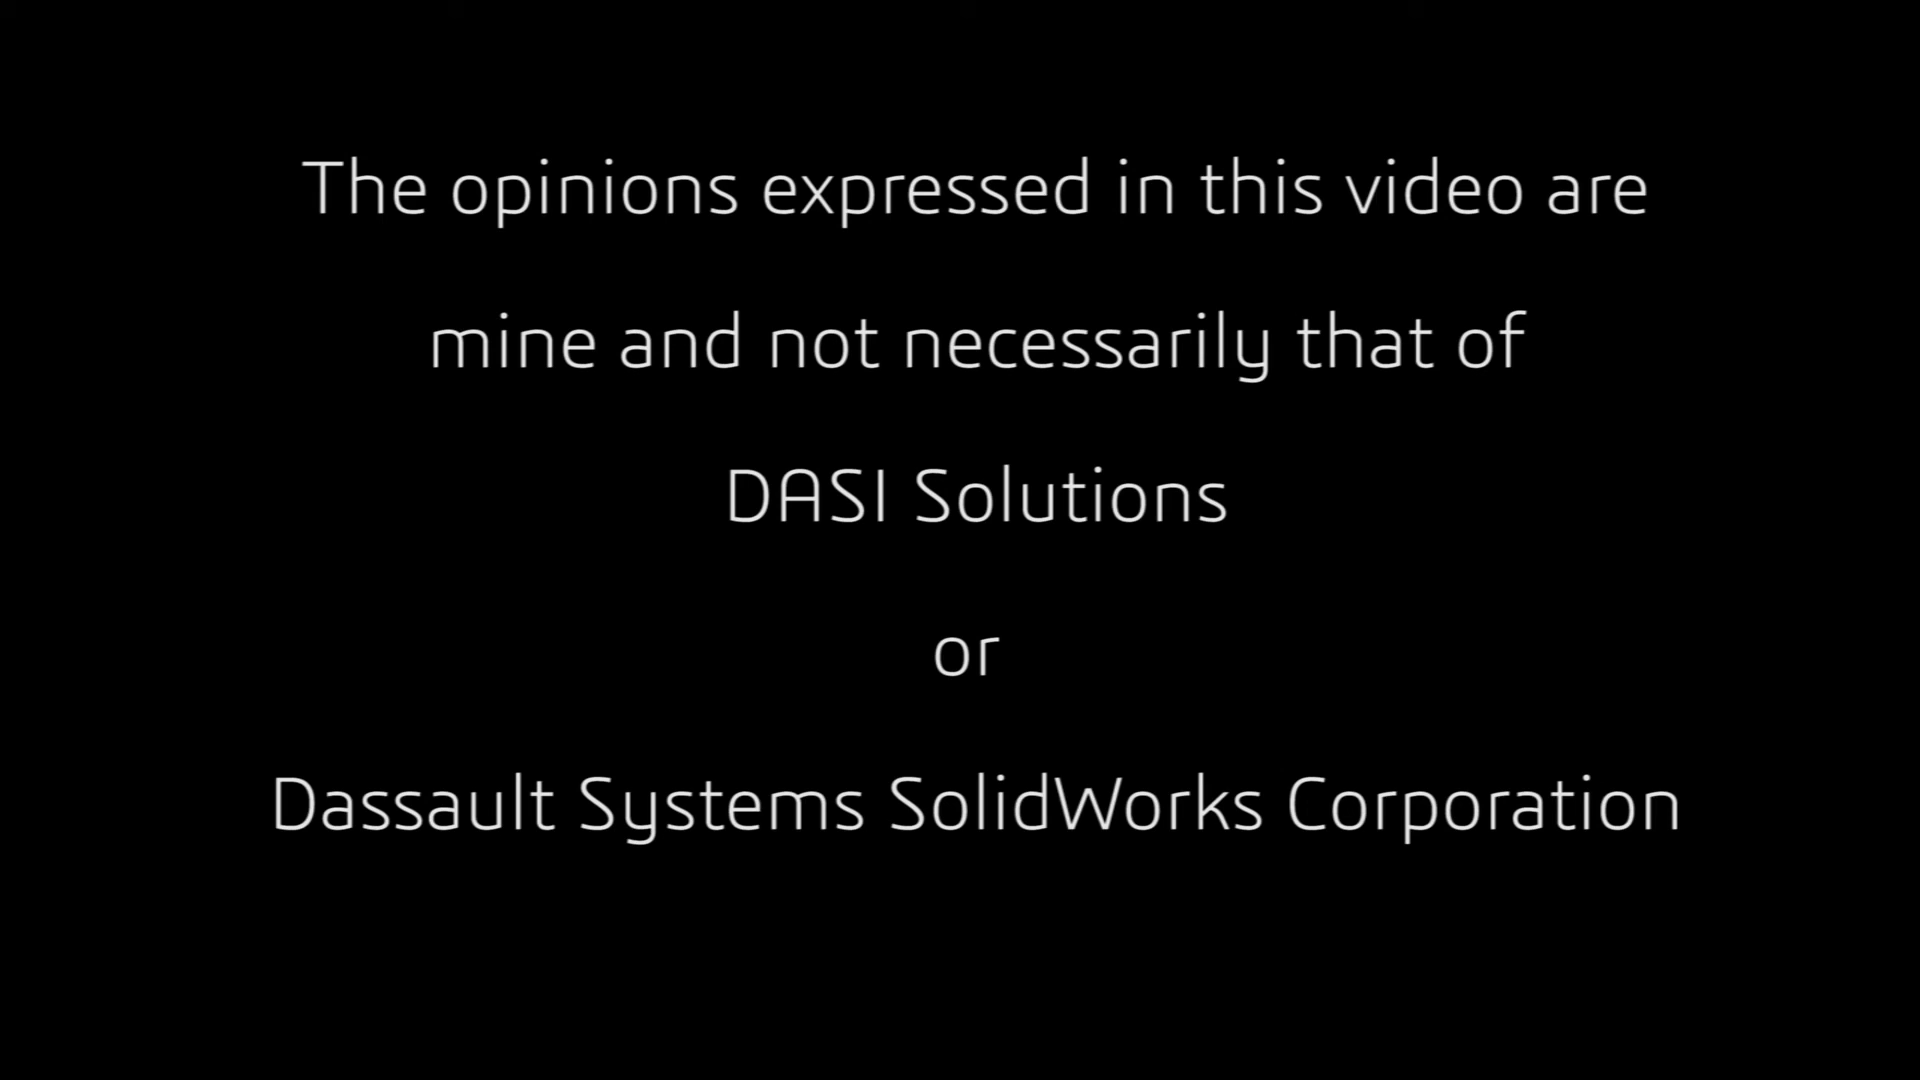 The opinions expressed in this video are
mine and not necessarily that of
DASI Solutions
or
Dassault Systems SolidWorks Corporation